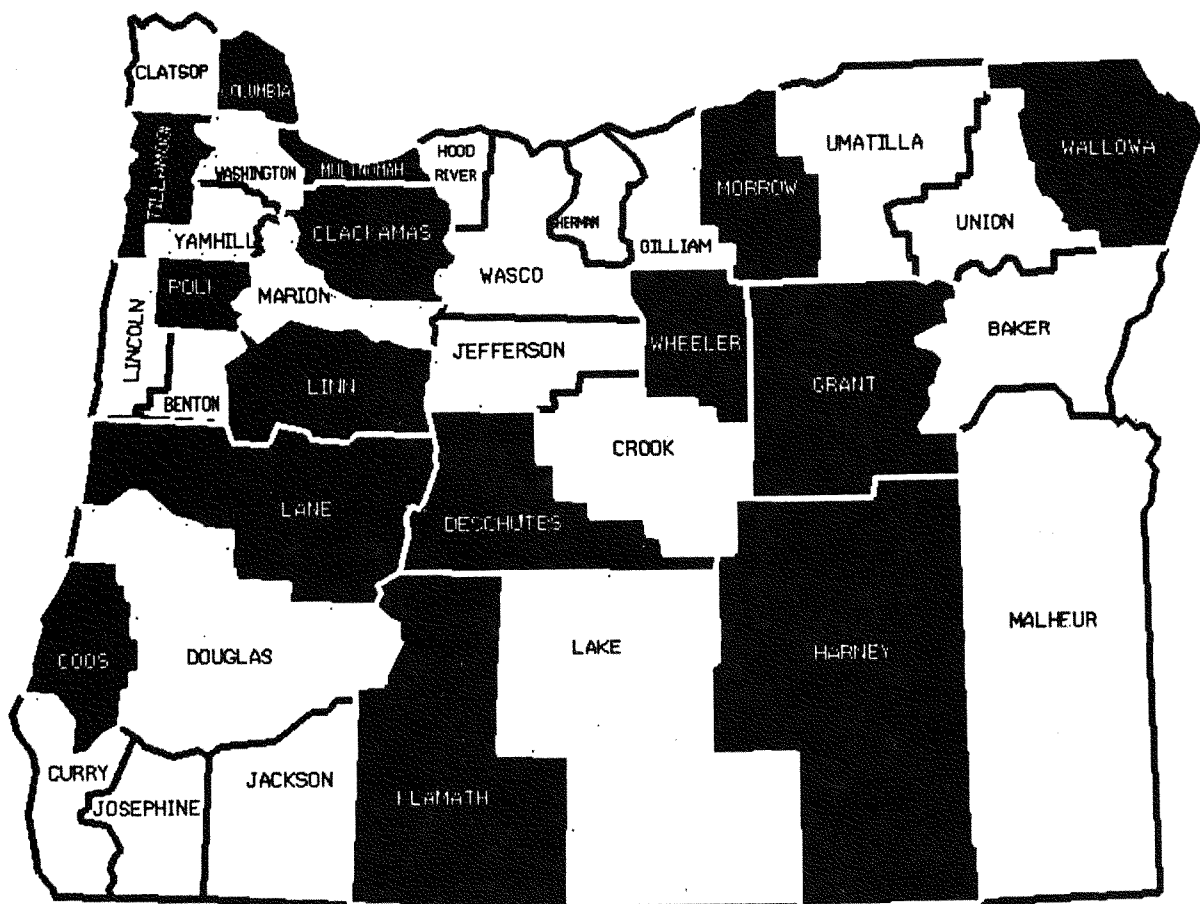 CLATSOP
COLUMBIA
TILLAMOOK
WASHINGTON
MULTNOMAH
HOOD
RIVER
UMATILLA
WALLOWA
MORROW
YAMHILL
CLACKAMAS
SHERMAN
GILLIAM
UNION
WASCO
POLK
MARION
LINCOLN
JEFFERSON
WHEELER
BAKER
LINN
GRANT
BENTON
CROOK
LANE
DESCHUTES
COOS
DOUGLAS
LAKE
HARNEY
MALHEUR
CURRY
JOSEPHINE
JACKSON
KLAMATH